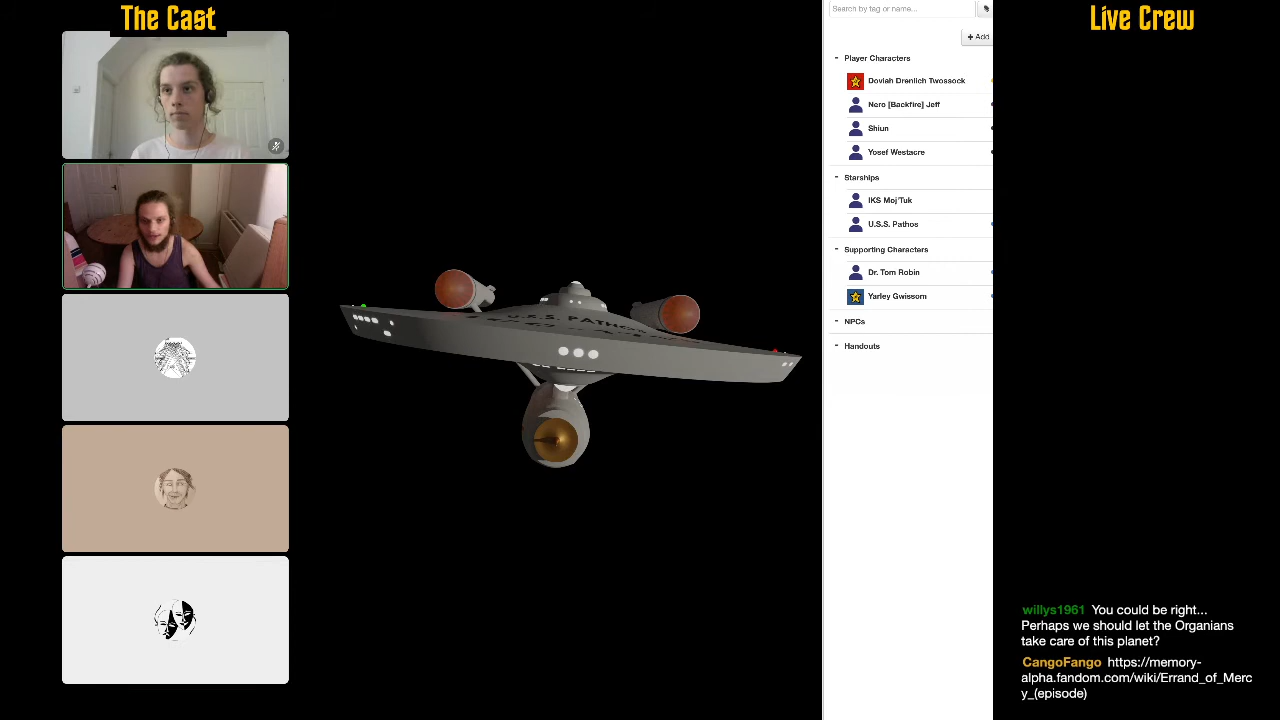 The Cast
Search by tag or name...
Live Crew
+ Add
- Player Characters
Doviah Drenlich Twossock
Nero [Backfire] Jeff
Shiun
Yosef Westacre
- Starships
IKS Moj'Tuk
U.S.S. Pathos
- Supporting Characters
Dr. Tom Robin
Yarley Gwissom
- NPCs
- Handouts
U.S.S. PATHOS
willys1961 You could be right...
Perhaps we should let the Organians
take care of this planet?
CangoFango https://memory-
alpha.fandom.com/wiki/Errand_of_Merc
y_(episode)